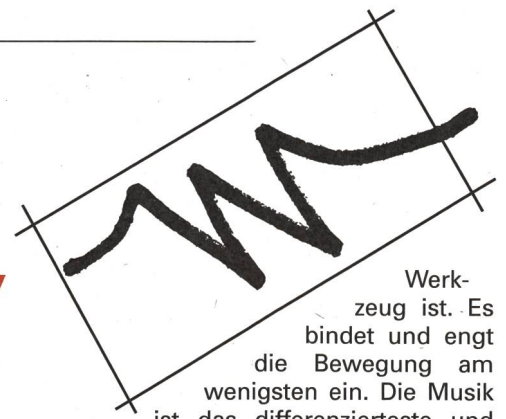 Werk-
zeug ist. Es
bindet und engt
die Bewegung am
wenigsten ein. Die Musik
ist das differenzierteste und